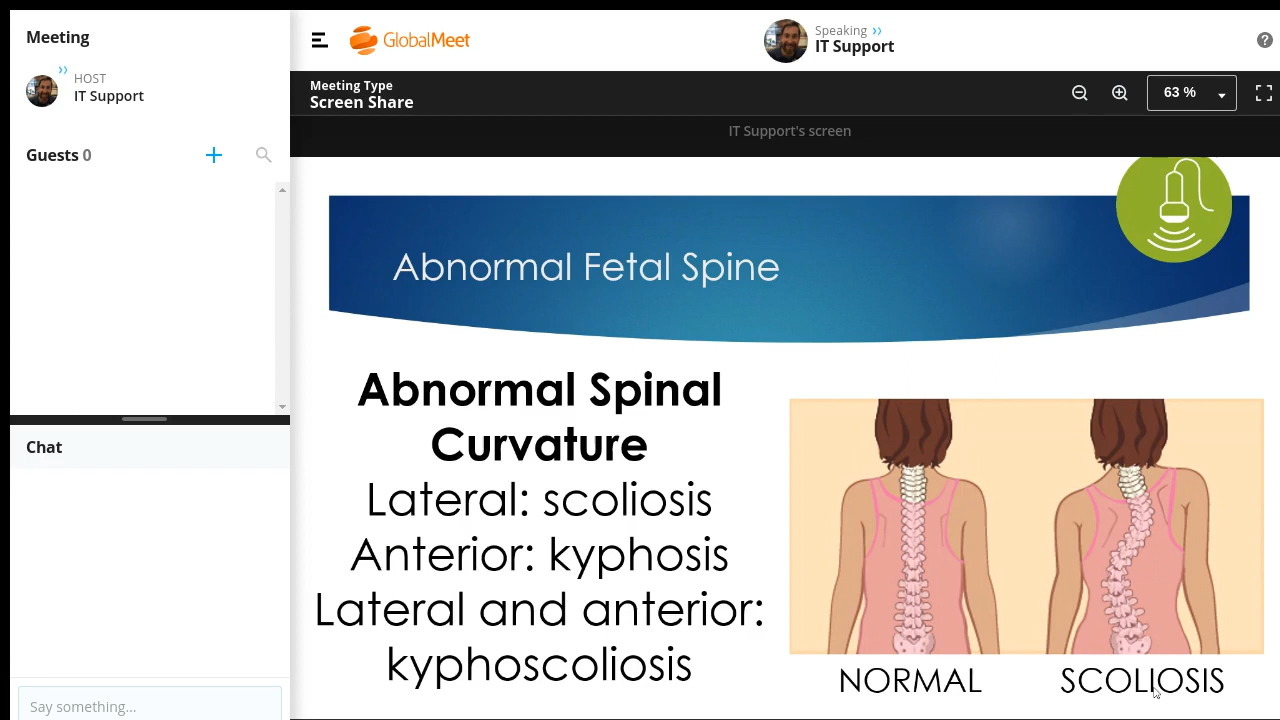 Meeting
HOST
IT Support
Guests 0
Chat
Say something...
GlobalMeet
Speaking
IT Support
Meeting Type
Screen Share
63 %
IT Support's screen
Abnormal Fetal Spine
Abnormal Spinal
Curvature
Lateral: scoliosis
Anterior: kyphosis
Lateral and anterior:
kyphoscoliosis
NORMAL
SCOLIOSIS